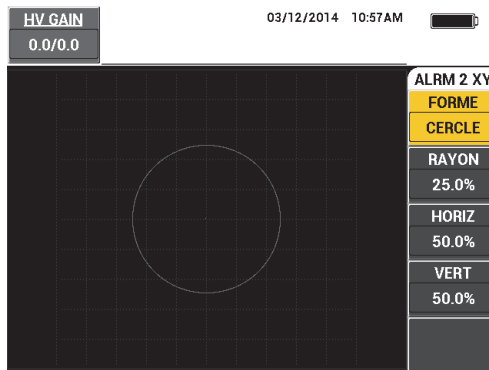 HV GAIN
0.0/0.0
03/12/2014 10:57AM
ALRM 2 XY
FORME
CERCLE
RAYON
25.0%
HORIZ
50.0%
VERT
50.0%